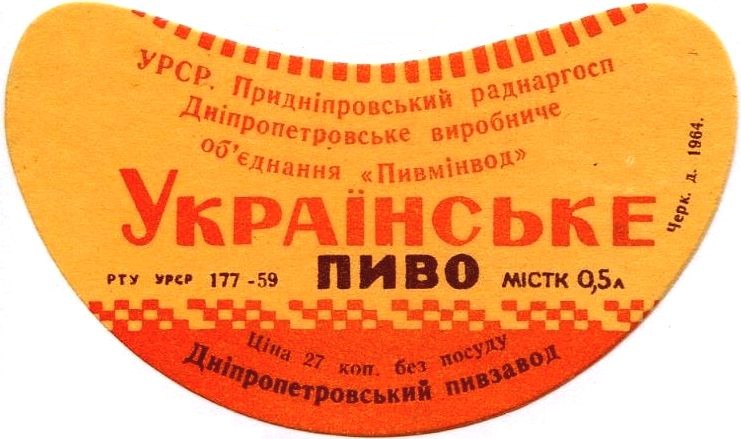 УРСР. Придніпровський раднаргосп
Дніпропетровське виробниче
об'єднання «Пивмінвод»
УКРАЇНСЬКЕ
ПИВО
РТУ УРСР 177-59
МІСТК 0,5л
Ціна 27 коп. без посуду
Дніпропетровський пивзавод
Черк. д. 1964.